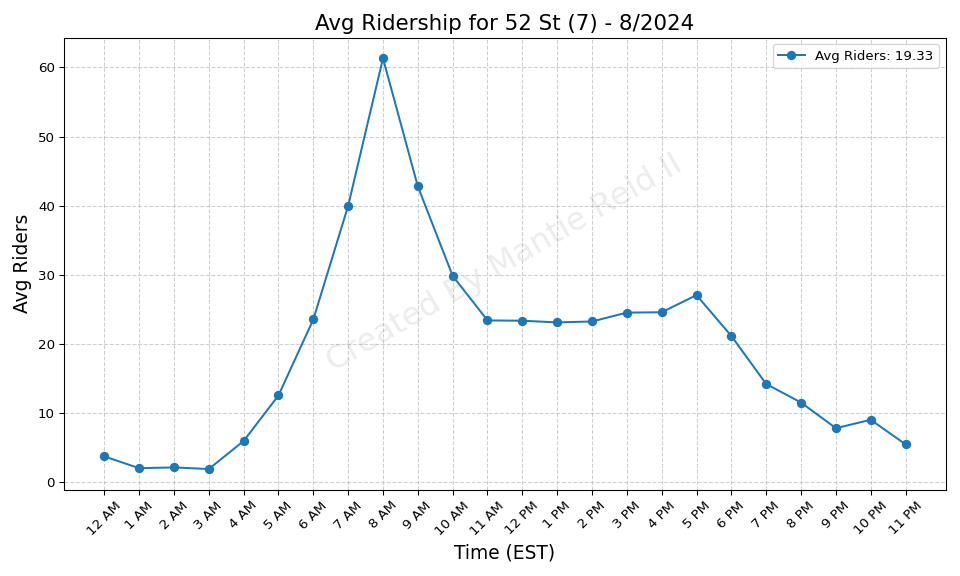 Avg Ridership for 52 St (7) - 8/2024
Avg Riders: 19.33
60
50
40
30
20
10
0
Avg Riders
Created By Mantie Reid II
12 AM
1 AM
2 AM
3 AM
4 AM
5 AM
6 AM
7 AM
8 AM
9 AM
10 AM
11 AM
12 PM
1 PM
2 PM
3 PM
4 PM
5 PM
6 PM
7 PM
8 PM
9 PM
10 PM
11 PM
Time (EST)